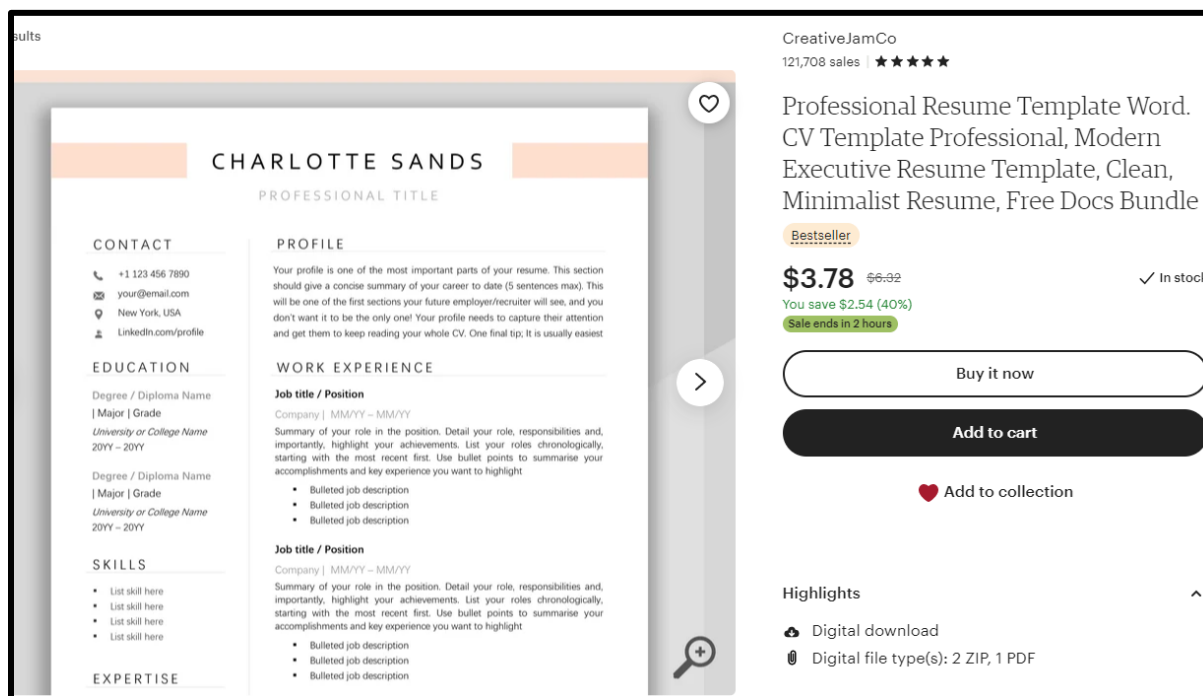 sults
CHARLOTTE SANDS
PROFESSIONAL TITLE
CONTACT
+1 123 456 7890
your@email.com
New York, USA
LinkedIn.com/profile
EDUCATION
Degree / Diploma Name
| Major | Grade
University or College Name
20YY – 20YY
Degree / Diploma Name
| Major | Grade
University or College Name
20YY – 20YY
SKILLS
List skill here
List skill here
List skill here
List skill here
EXPERTISE
PROFILE
Your profile is one of the most important parts of your resume. This section
should give a concise summary of your career to date (5 sentences max). This
will be one of the first sections your future employer/recruiter will see, and you
don't want it to be the only one! Your profile needs to capture their attention
and get them to keep reading your whole CV. One final tip; It is usually easiest
WORK EXPERIENCE
Job title / Position
Company | MM/YY – MM/YY
Summary of your role in the position. Detail your role, responsibilities and,
importantly, highlight your achievements. List your roles chronologically,
starting with the most recent first. Use bullet points to summarise your
accomplishments and key experience you want to highlight
▪ Bulleted job description
▪ Bulleted job description
▪ Bulleted job description
Job title / Position
Company | MM/YY – MM/YY
Summary of your role in the position. Detail your role, responsibilities and,
importantly, highlight your achievements. List your roles chronologically,
starting with the most recent first. Use bullet points to summarise your
accomplishments and key experience you want to highlight
▪ Bulleted job description
▪ Bulleted job description
▪ Bulleted job description
CreativeJamCo
121,708 sales | ★★★★★
Professional Resume Template Word.
CV Template Professional, Modern
Executive Resume Template, Clean,
Minimalist Resume, Free Docs Bundle
Bestseller
$3.78 $6.32
In stock
You save $2.54 (40%)
Sale ends in 2 hours
Buy it now
Add to cart
Add to collection
Highlights
Digital download
Digital file type(s): 2 ZIP, 1 PDF